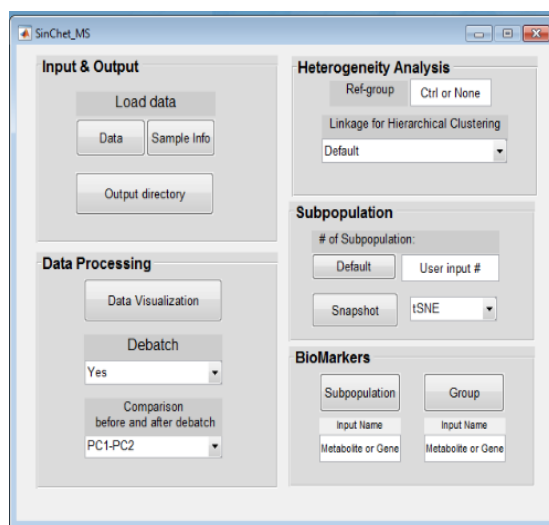 SinChet_MS
Input & Output
Load data
Data
Sample Info
Output directory
Data Processing
Data Visualization
Debatch
Yes
Comparison
before and after debatch
PC1-PC2
Heterogeneity Analysis
Ref-group
Ctrl or None
Linkage for Hierarchical Clustering
Default
Subpopulation
# of Subpopulation:
Default
User input #
Snapshot
tSNE
BioMarkers
Subpopulation
Group
Input Name
Input Name
Metabolite or Gene
Metabolite or Gene